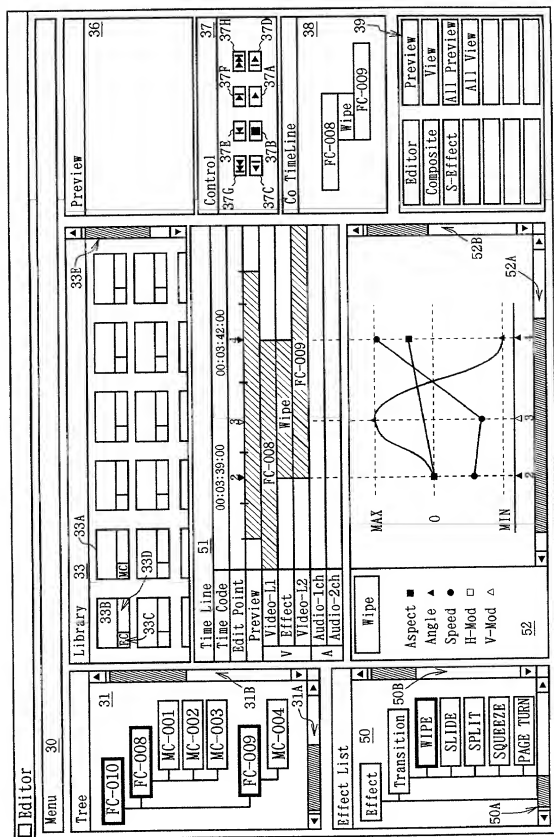 Editor
Menu 30
Tree
31
FC-010
FC-008
MC-001
MC-002
MC-003
FC-009
MC-004
31B
31A
Effect List
50
Effect
Transition
WIPE
SLIDE
SPLIT
SQUEEZE
PAGE TURN
50B
50A
Library 33
33A
33B
FC
MC
33D
33C
33E
Time Line 51
Time Code
00:03:39:00
00:03:42:00
Edit Point
2
3
4
Preview
V
Video-L1
FC-008
Effect
Wipe
VIdeo-L2
FC-009
A
Audio-1ch
Audio-2ch
Wipe
Aspect
Angle
Speed
H-Mod
V-Mod
52
MAX
0
MIN
2
3
4
52B
52A
Preview 36
Control 37
37G
37E
37F
37H
37C
37B
37A
37D
Co TimeLine 38
FC-008
Wipe
FC-009
39
Editor
Preview
Composite
View
S-Effect
All Preview
All View